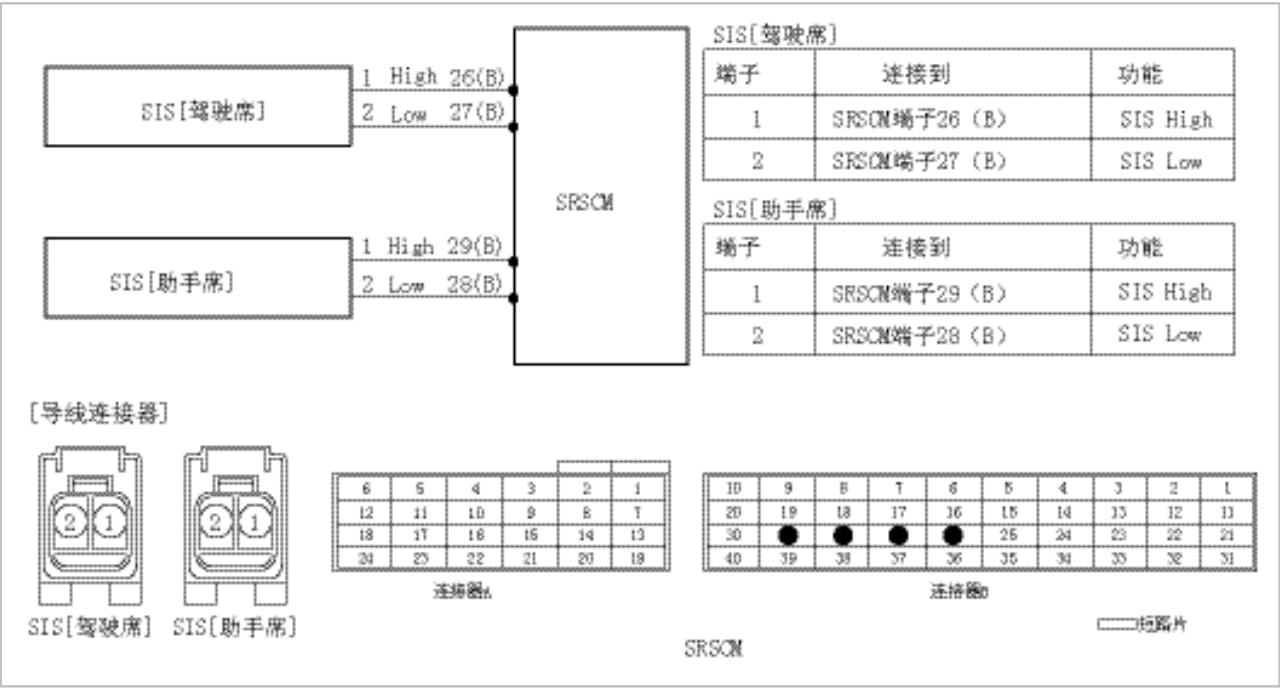 SIS[驾驶席]
1 High 26(B)
2 Low 27(B)
SRSCM
SIS[助手席]
1 High 29(B)
2 Low 28(B)
SIS[驾驶席]
端子 连接到 功能
1 SRSCM端子26 (B) SIS High
2 SRSCM端子27 (B) SIS Low
SIS[助手席]
端子 连接到 功能
1 SRSCM端子29 (B) SIS High
2 SRSCM端子28 (B) SIS Low
[导线连接器]
2 1
SIS[驾驶席]
2 1
SIS[助手席]
6 5 4 3 2 1
12 11 10 9 8 7
18 17 16 15 14 13
24 23 22 21 20 19
连接器A
10 9 8 7 6 5 4 3 2 1
20 19 18 17 16 15 14 13 12 11
30 25 24 23 22 21
40 39 38 37 36 35 34 33 32 31
连接器B
短路片
SRSCM